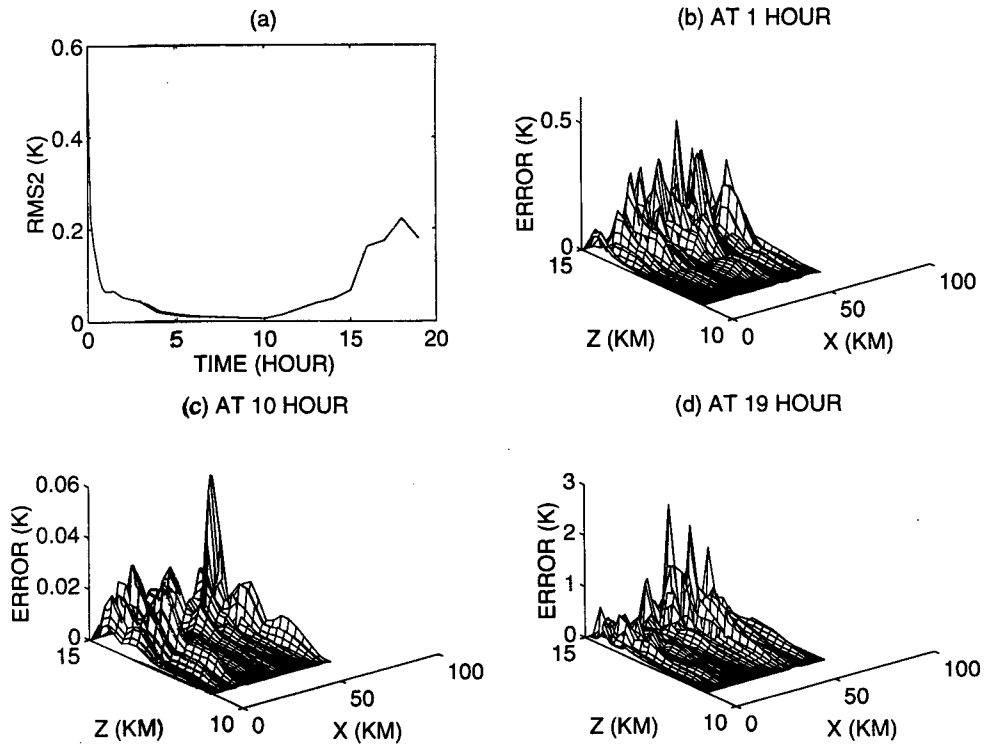 (a)
0.6
0.4
0.2
0
RMS2 (K)
0 5 10 15 20
TIME (HOUR)
(b) AT 1 HOUR
0.5
0
ERROR (K)
15
Z (KM)
10
0
50
100
X (KM)
(c) AT 10 HOUR
0.06
0.04
0.02
0
ERROR (K)
15
Z (KM)
10
0
50
100
X (KM)
(d) AT 19 HOUR
3
2
1
0
ERROR (K)
15
Z (KM)
10
0
50
100
X (KM)